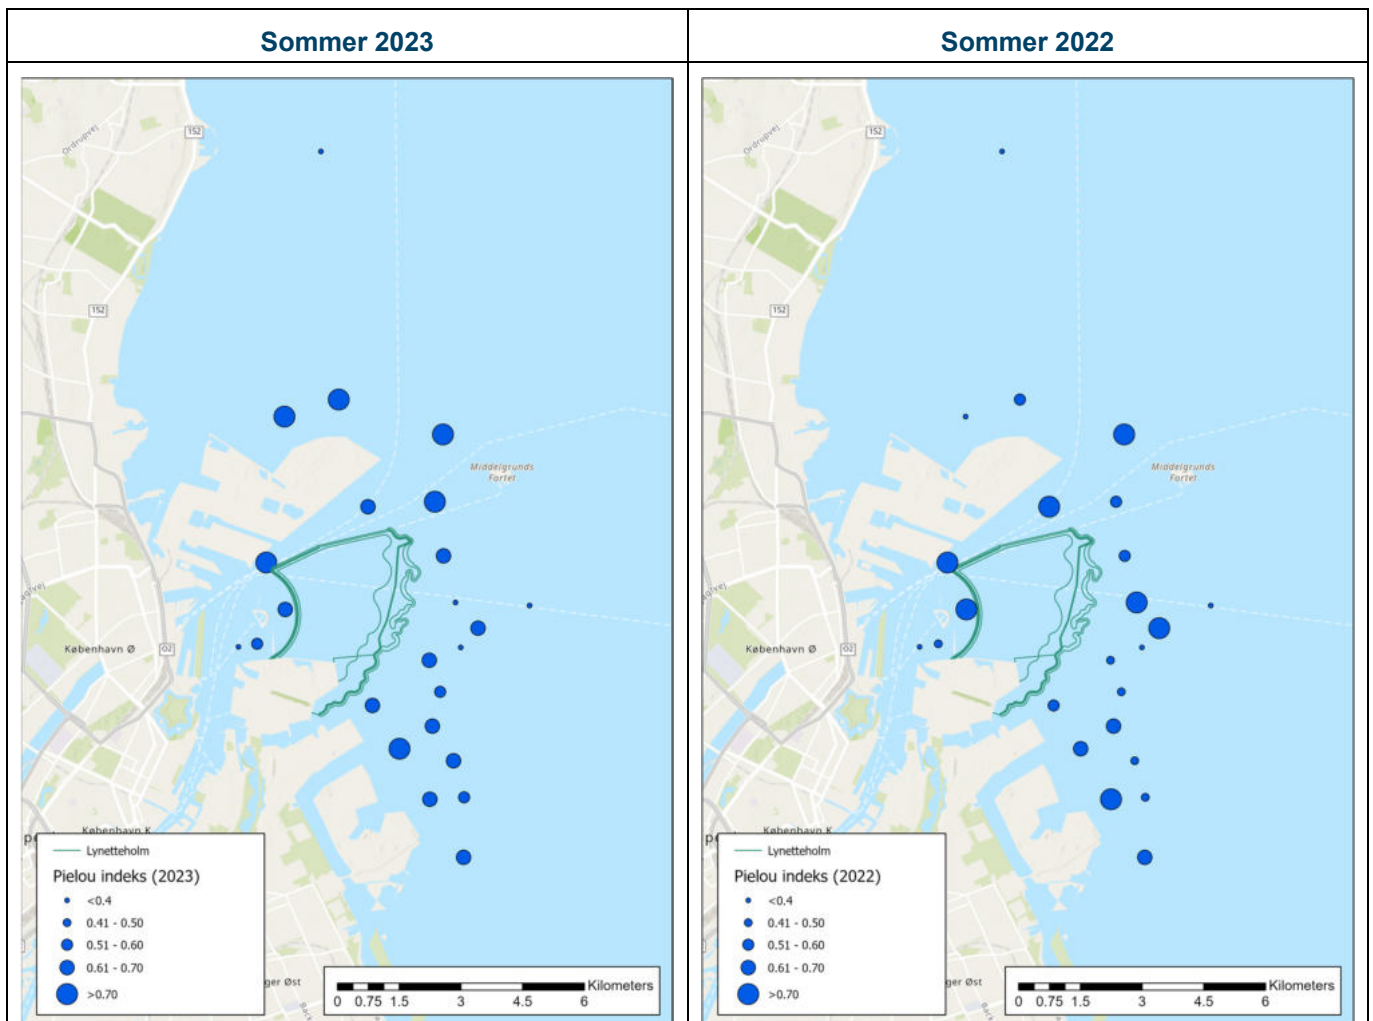 Sommer 2023
Sommer 2022
152
Ordrupvej
152
Middelgrunds
Fortet
København Ø
O2
København K
Lynetteholm
Pielou indeks (2023)
<0.4
0.41 - 0.50
0.51 - 0.60
0.61 - 0.70
>0.70
ger Øst
Kilometers
0 0.75 1.5 3 4.5 6
152
Ordrupvej
152
Middelgrunds
Fortet
København Ø
O2
København K
Lynetteholm
Pielou indeks (2022)
<0.4
0.41 - 0.50
0.51 - 0.60
0.61 - 0.70
>0.70
ger Øst
Kilometers
0 0.75 1.5 3 4.5 6